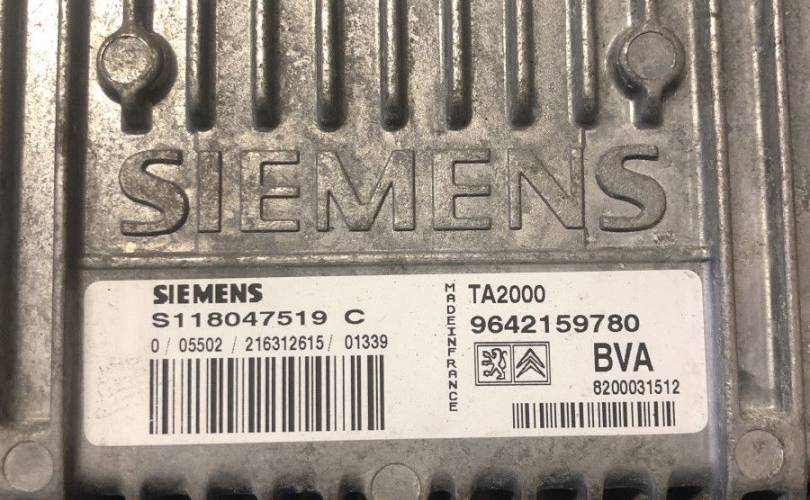 SIEMENS
SIEMENS
S118047519 C
0 / 05502 / 216312615/ 01339
MADEINFRANCE
TA2000
9642159780
BVA
8200031512